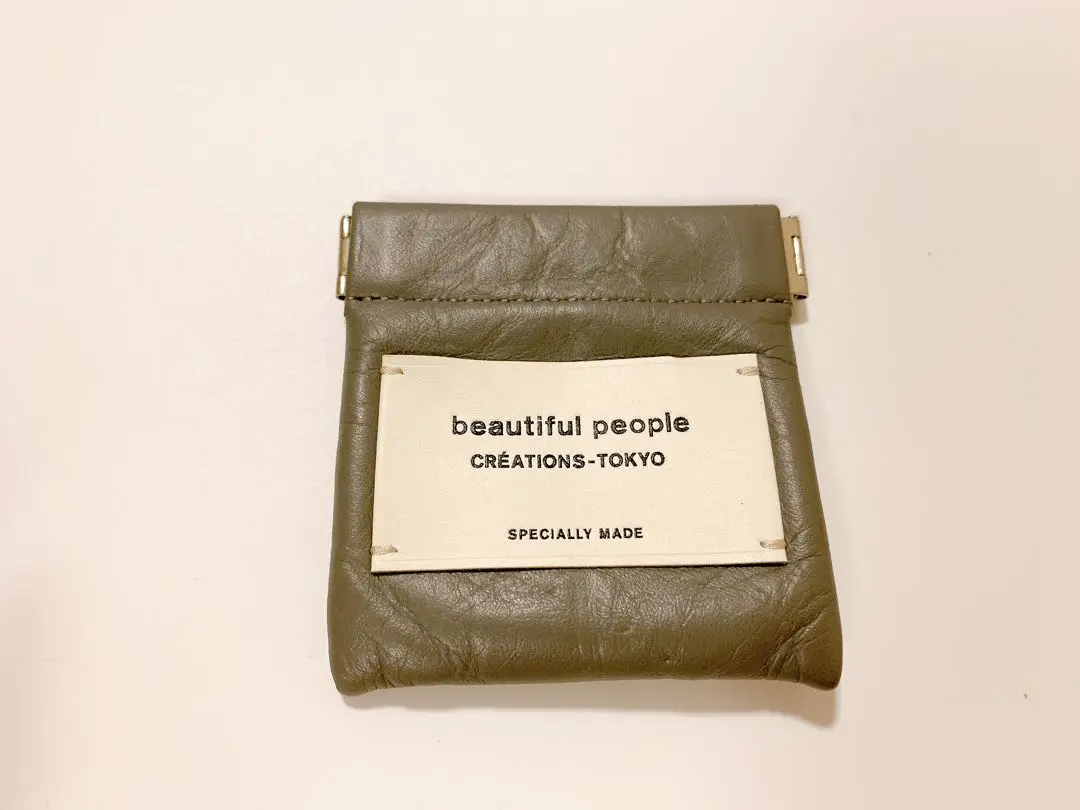 beautiful people
CRÉATIONS-TOKYO
SPECIALLY MADE